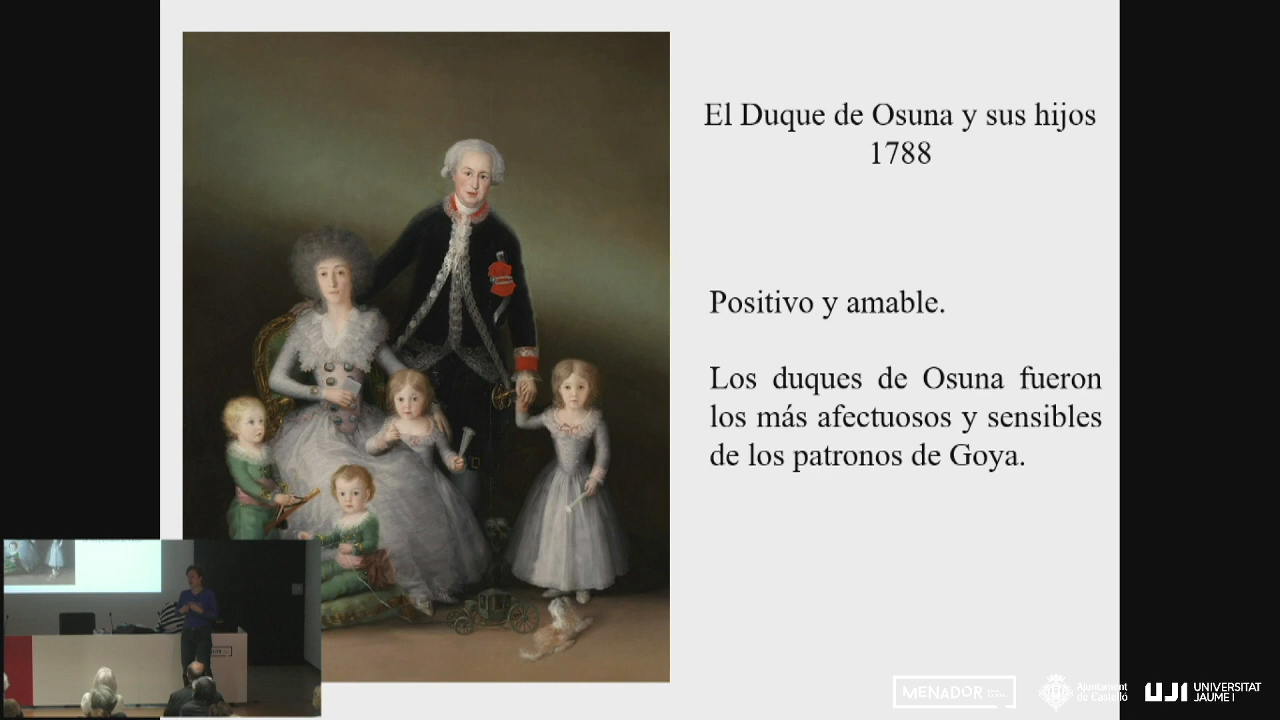 El Duque de Osuna y sus hijos
1788
Positivo y amable.
Los duques de Osuna fueron
los más afectuosos y sensibles
de los patronos de Goya.
MENADOR
Ajuntament
de Castelló
UJI UNIVERSITAT
JAUME I